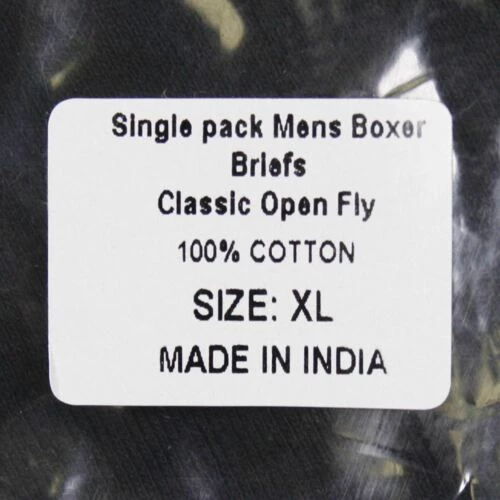 Single pack Mens Boxer
Briefs
Classic Open Fly
100% COTTON
SIZE: XL
MADE IN INDIA